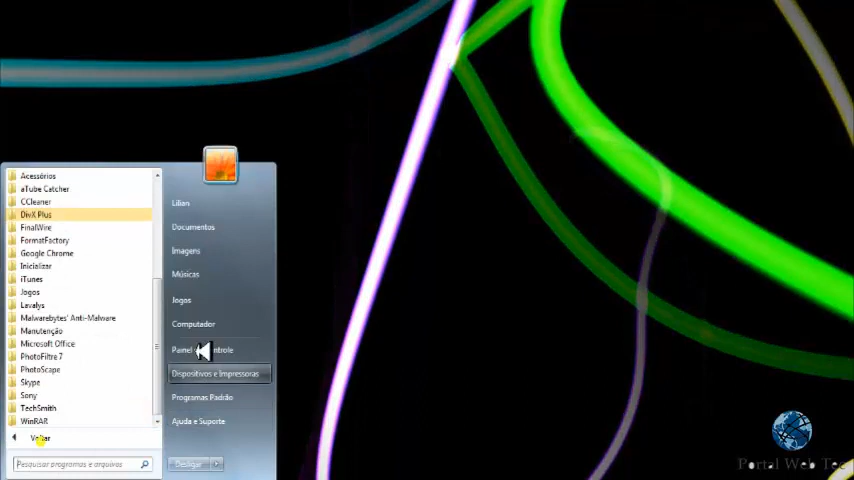 Acessórios
aTube Catcher
CCleaner
DivX Plus
FinalWire
FormatFactory
Google Chrome
Inicializar
iTunes
Jogos
Lavalys
Malwarebytes' Anti-Malware
Manutenção
Microsoft Office
PhotoFiltre 7
PhotoScape
Skype
Sony
TechSmith
WinRAR
Voltar
Pesquisar programas e arquivos
Lilian
Documentos
Imagens
Músicas
Jogos
Computador
Painel
Dispositivos e Impressoras
Programas Padrão
Ajuda e Suporte
Desligar
Portal Web Tec